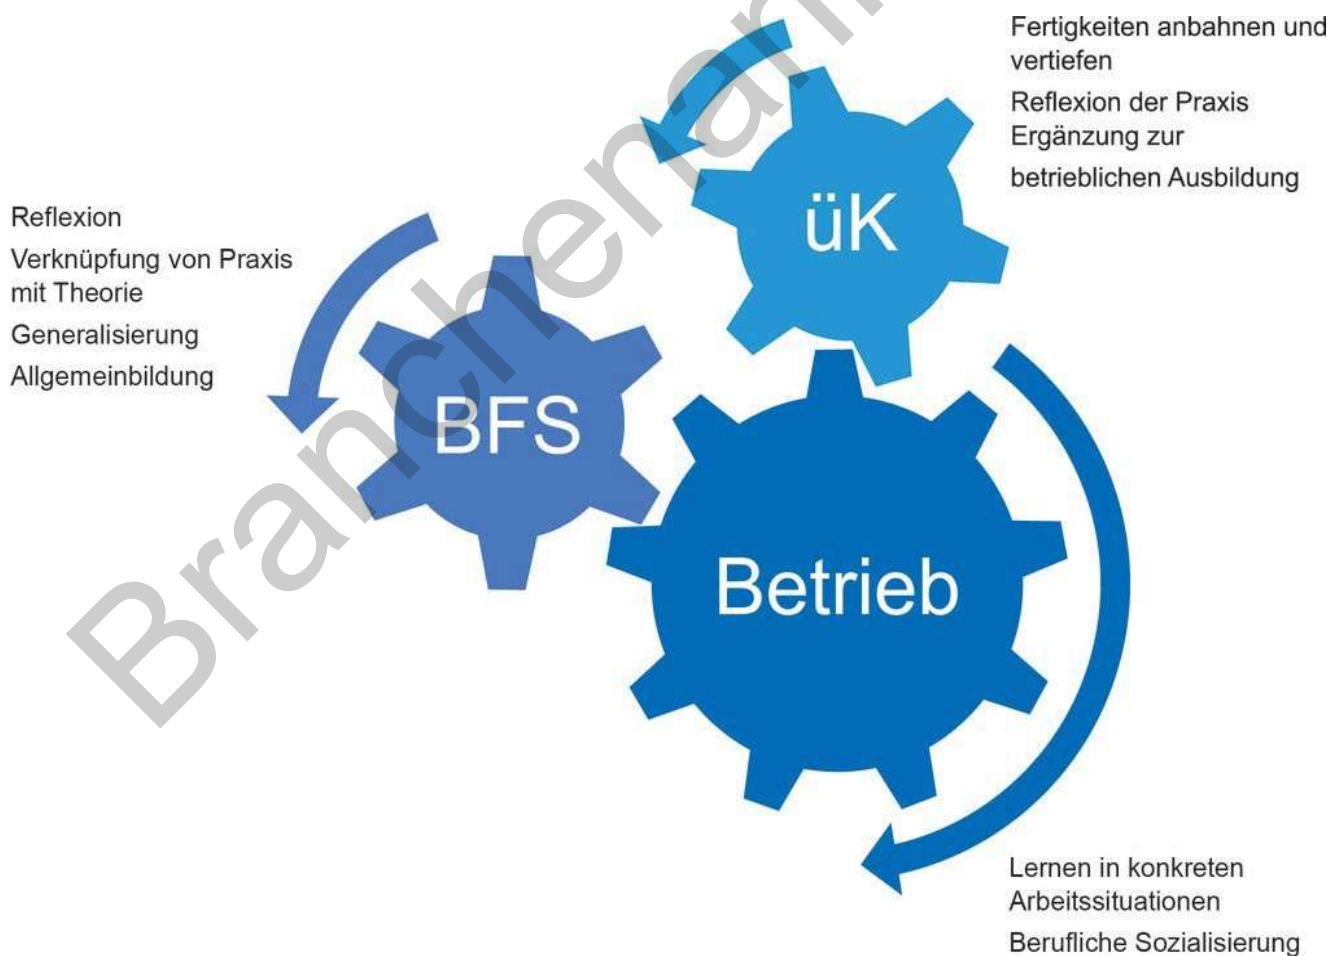 Fertigkeiten anbahnen und
vertiefen
Reflexion der Praxis
Ergänzung zur
betrieblichen Ausbildung
üK
Reflexion
Verknüpfung von Praxis
mit Theorie
Generalisierung
Allgemeinbildung
BFS
Betrieb
Lernen in konkreten
Arbeitssituationen
Berufliche Sozialisierung